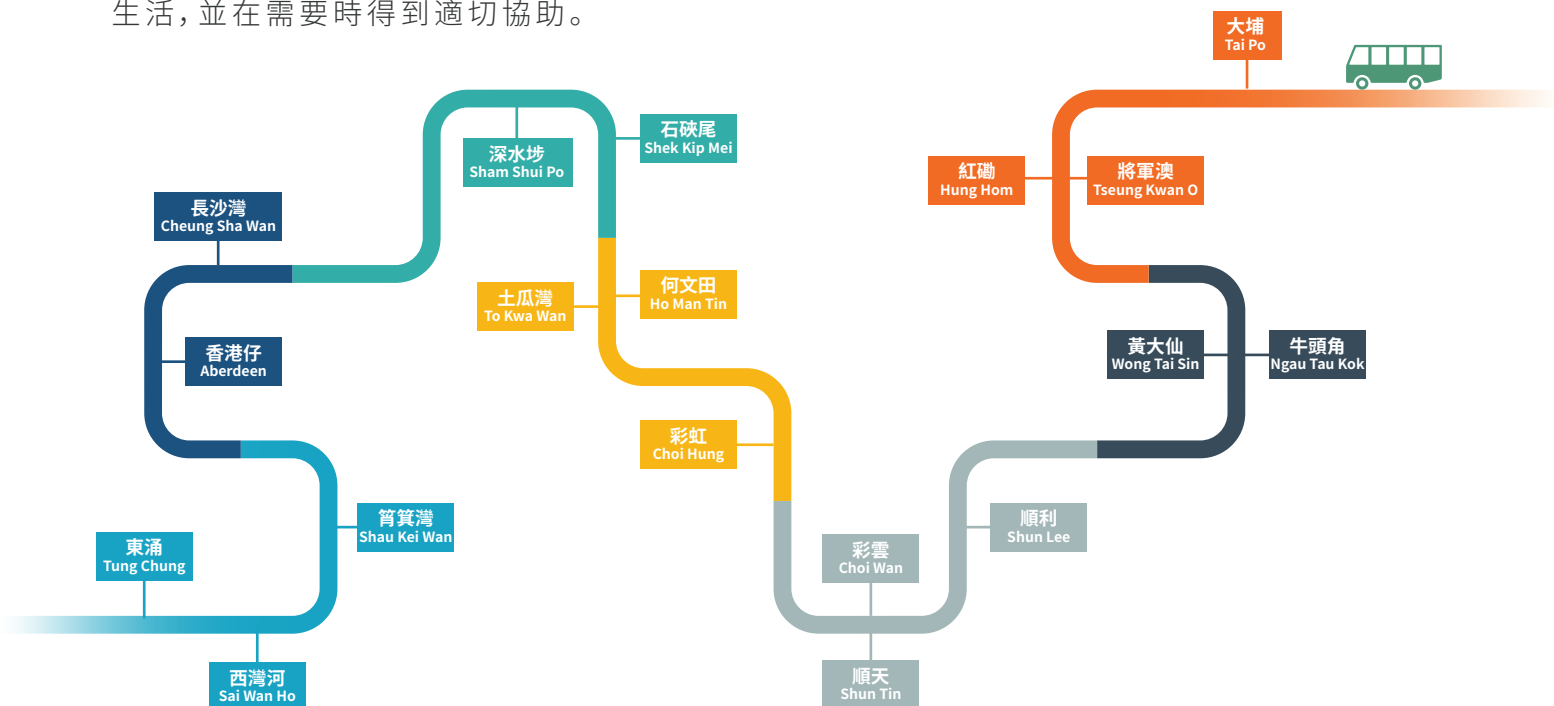 生活，並在需要時得到適切協助。
大埔
Tai Po
石硤尾
Shek Kip Mei
深水埗
Sham Shui Po
紅磡
Hung Hom
將軍澳
Tseung Kwan O
長沙灣
Cheung Sha Wan
土瓜灣
To Kwa Wan
何文田
Ho Man Tin
香港仔
Aberdeen
黃大仙
Wong Tai Sin
牛頭角
Ngau Tau Kok
彩虹
Choi Hung
筲箕灣
Shau Kei Wan
順利
Shun Lee
東涌
Tung Chung
彩雲
Choi Wan
西灣河
Sai Wan Ho
順天
Shun Tin